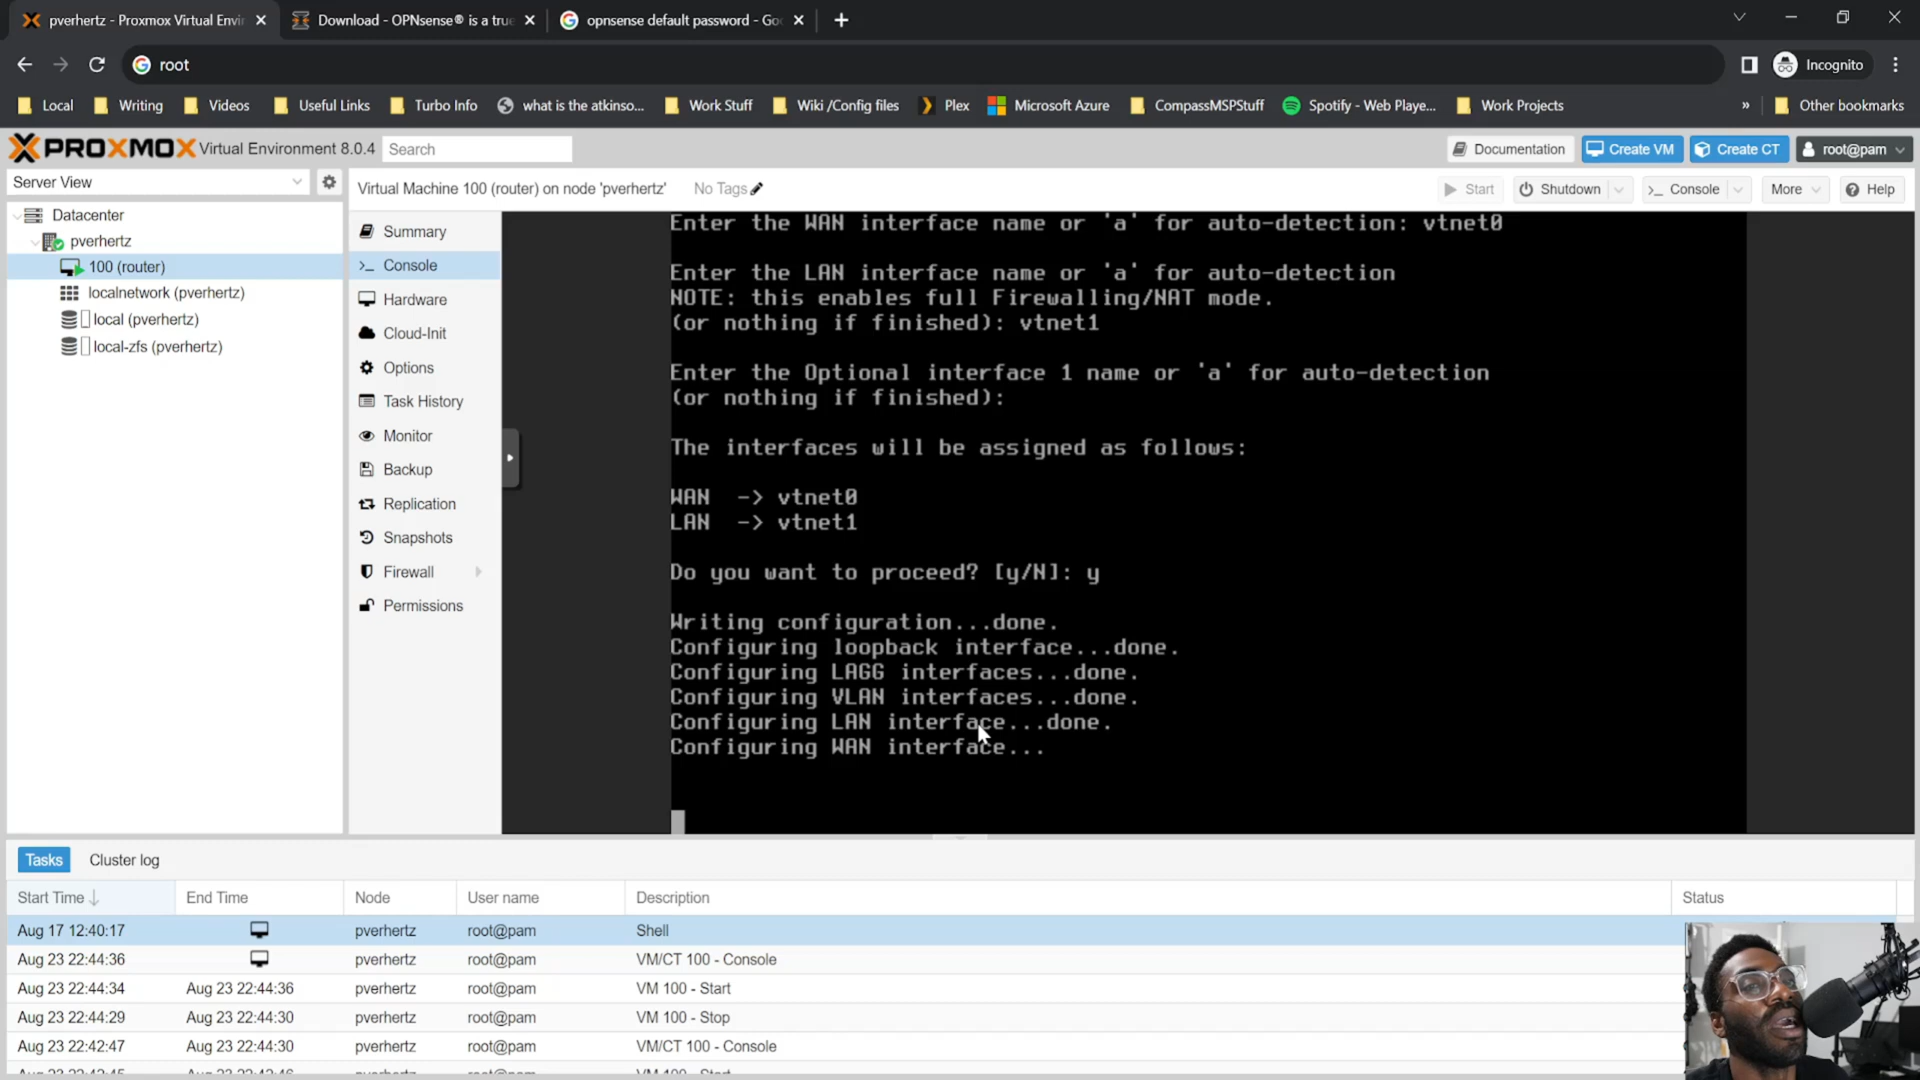 pverhertz - Proxmox Virtual Envir
Download - OPNsense® is a true
opnsense default password - Goo
root
Incognito
Local
Writing
Videos
Useful Links
Turbo Info
what is the atkinso...
Work Stuff
Wiki /Config files
Plex
Microsoft Azure
CompassMSPStuff
Spotify - Web Playe...
Work Projects
»
Other bookmarks
PROXMOX Virtual Environment 8.0.4
Search
Documentation
Create VM
Create CT
root@pam
Server View
Virtual Machine 100 (router) on node 'pverhertz'
No Tags
Start
Shutdown
Console
More
Help
Datacenter
pverhertz
100 (router)
localnetwork (pverhertz)
local (pverhertz)
local-zfs (pverhertz)
Summary
Console
Hardware
Cloud-Init
Options
Task History
Monitor
Backup
Replication
Snapshots
Firewall
Permissions
Enter the WAN interface name or 'a' for auto-detection: vtnet0
Enter the LAN interface name or 'a' for auto-detection
NOTE: this enables full Firewalling/NAT mode.
(or nothing if finished): vtnet1
Enter the Optional interface 1 name or 'a' for auto-detection
(or nothing if finished):
The interfaces will be assigned as follows:
WAN  -> vtnet0
LAN  -> vtnet1
Do you want to proceed? [y/N]: y
Writing configuration...done.
Configuring loopback interface...done.
Configuring LAGG interfaces...done.
Configuring VLAN interfaces...done.
Configuring LAN interface...done.
Configuring WAN interface...
Tasks
Cluster log
Start Time End Time Node User name Description Status
Aug 17 12:40:17 pverhertz root@pam Shell
Aug 23 22:44:36 pverhertz root@pam VM/CT 100 - Console
Aug 23 22:44:34 Aug 23 22:44:36 pverhertz root@pam VM 100 - Start
Aug 23 22:44:29 Aug 23 22:44:30 pverhertz root@pam VM 100 - Stop
Aug 23 22:42:47 Aug 23 22:44:30 pverhertz root@pam VM/CT 100 - Console